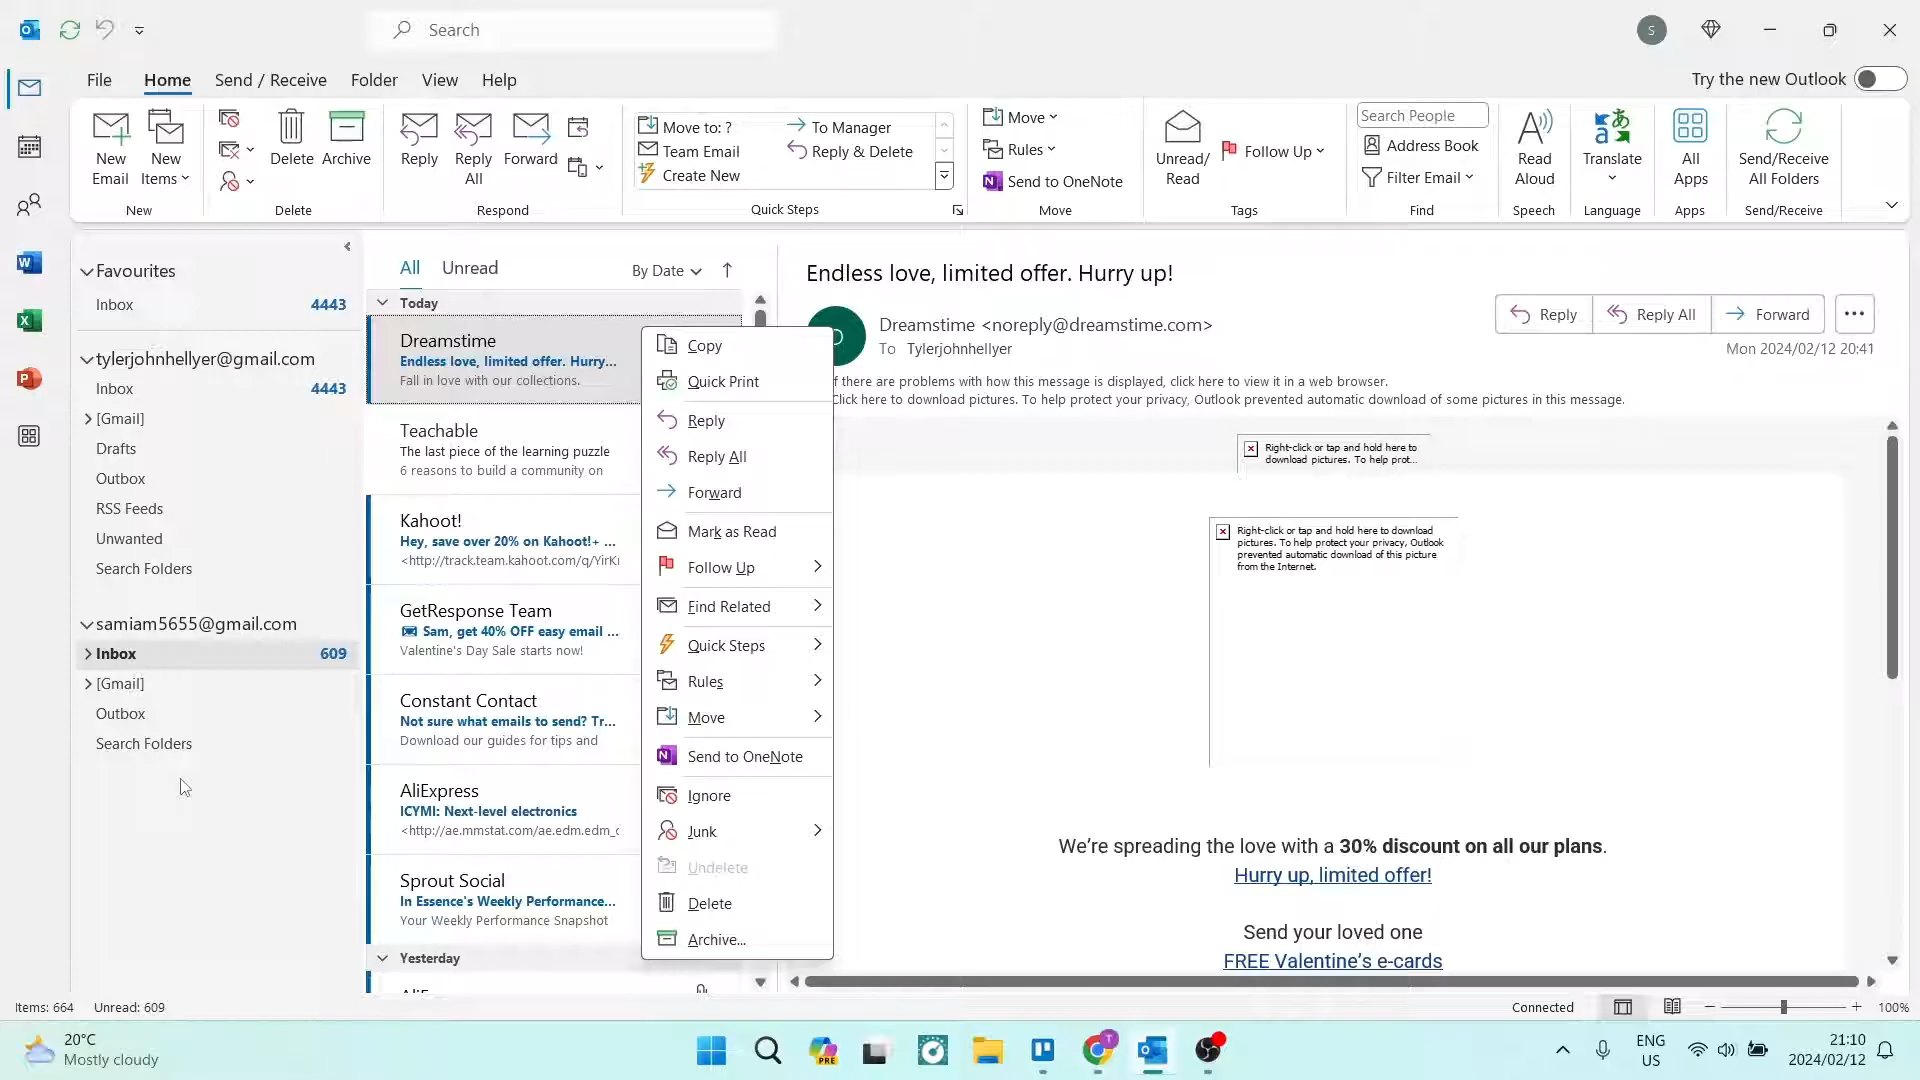 Search
S
File Home Send / Receive Folder View Help
Try the new Outlook
New Email
New Items
Delete
Archive
Reply
Reply All
Forward
Move to: ?
Team Email
Create New
To Manager
Reply & Delete
Move
Rules
Send to OneNote
Unread/ Read
Follow Up
Search People
Address Book
Filter Email
Read Aloud
Translate
All Apps
Send/Receive All Folders
New
Delete
Respond
Quick Steps
Move
Tags
Find
Speech
Language
Apps
Send/Receive
Favourites
Inbox 4443
tylerjohnhellyer@gmail.com
Inbox 4443
[Gmail]
Drafts
Outbox
RSS Feeds
Unwanted
Search Folders
samiam5655@gmail.com
Inbox 609
[Gmail]
Outbox
Search Folders
All Unread By Date
Today
Dreamstime
Endless love, limited offer. Hurry...
Fall in love with our collections.
Teachable
The last piece of the learning puzzle
6 reasons to build a community on
Kahoot!
Hey, save over 20% on Kahoot!+ ...
<http://track.team.kahoot.com/q/YirKi
GetResponse Team
Sam, get 40% OFF easy email ...
Valentine's Day Sale starts now!
Constant Contact
Not sure what emails to send? Tr...
Download our guides for tips and
AliExpress
ICYMI: Next-level electronics
<http://ae.mmstat.com/ae.edm.edm_c
Sprout Social
In Essence's Weekly Performance...
Your Weekly Performance Snapshot
Yesterday
Copy
Quick Print
Reply
Reply All
Forward
Mark as Read
Follow Up
Find Related
Quick Steps
Rules
Move
Send to OneNote
Ignore
Junk
Undelete
Delete
Archive...
Endless love, limited offer. Hurry up!
Dreamstime <noreply@dreamstime.com>
To Tylerjohnhellyer
Reply
Reply All
Forward
Mon 2024/02/12 20:41
f there are problems with how this message is displayed, click here to view it in a web browser.
Click here to download pictures. To help protect your privacy, Outlook prevented automatic download of some pictures in this message.
Right-click or tap and hold here to
download pictures. To help prot...
Right-click or tap and hold here to download
pictures. To help protect your privacy, Outlook
prevented automatic download of this picture
from the Internet.
We're spreading the love with a 30% discount on all our plans.
Hurry up, limited offer!
Send your loved one
FREE Valentine's e-cards
Items: 664 Unread: 609
Connected
100%
20°C
Mostly cloudy
PRE
T
ENG
US
21:10
2024/02/12